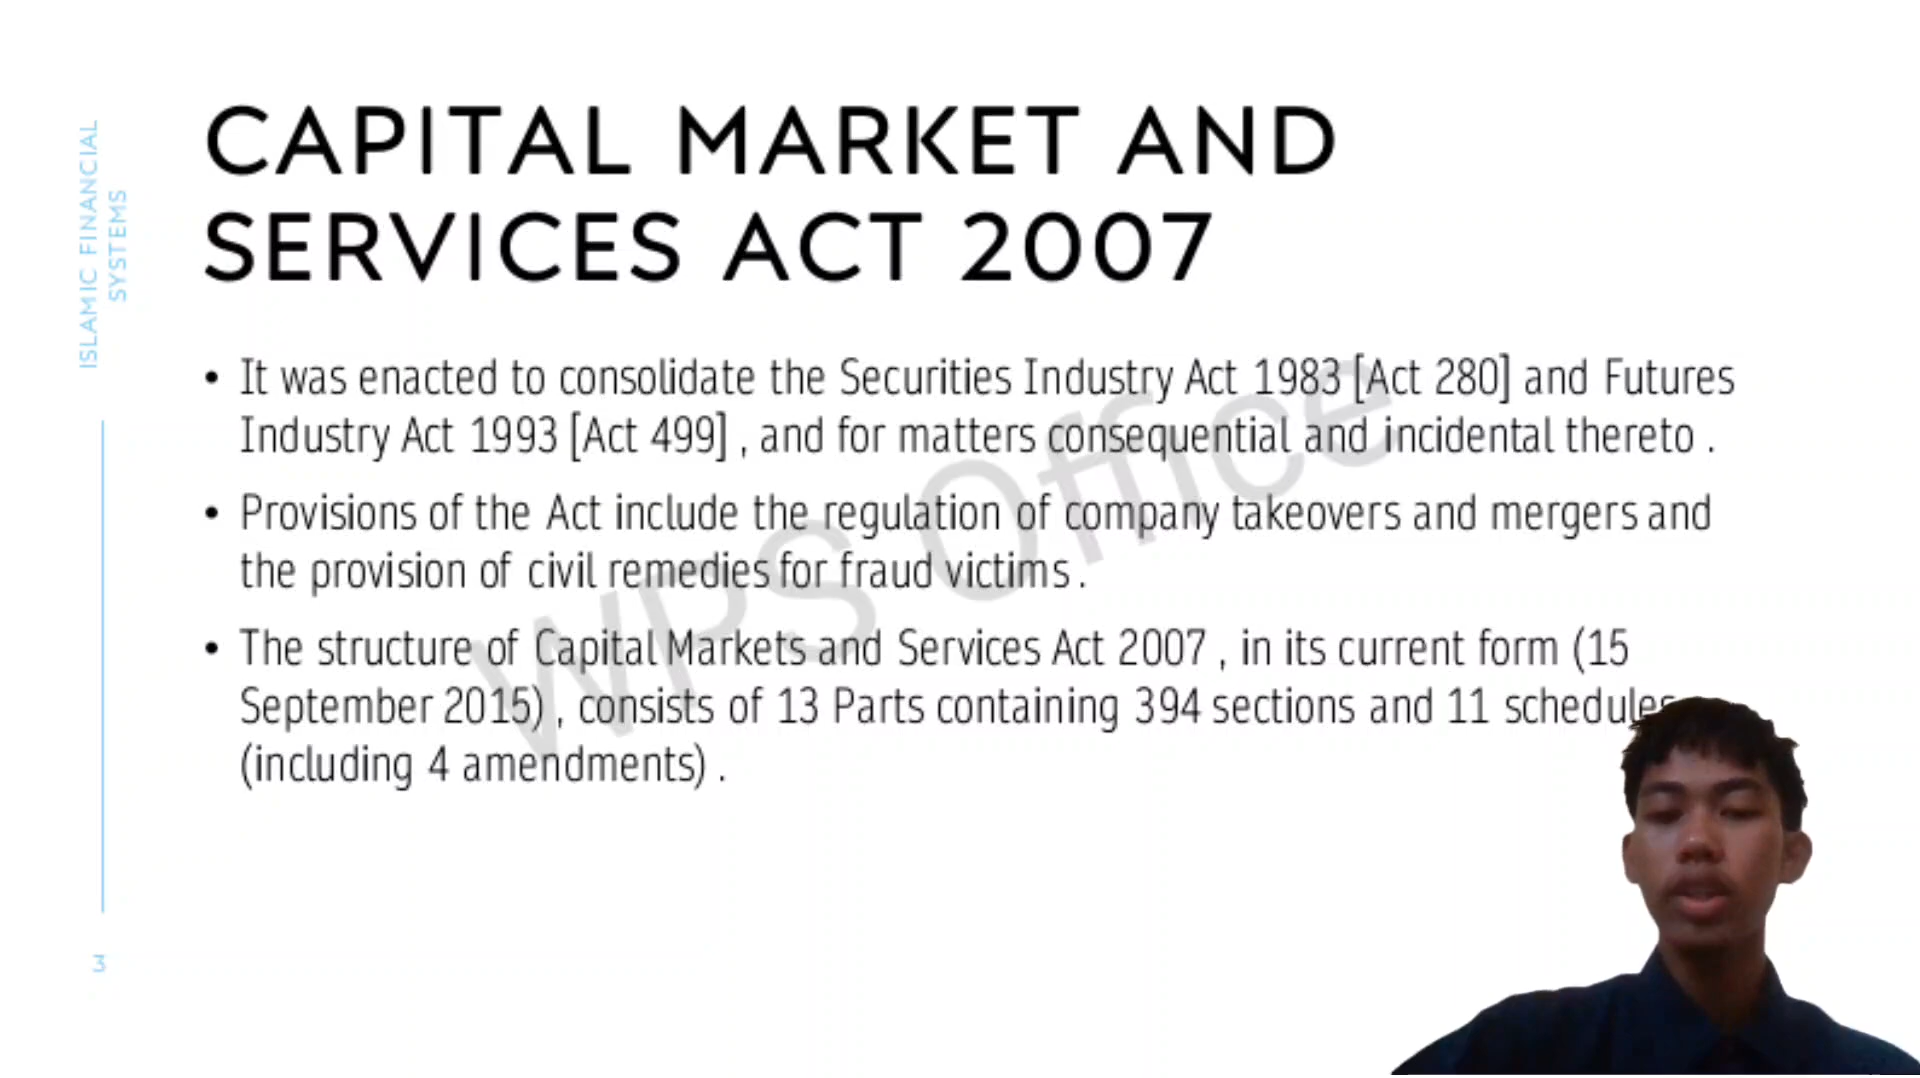 ISLAMIC FINANCIAL
SYSTEMS
CAPITAL MARKET AND
SERVICES ACT 2007
• It was enacted to consolidate the Securities Industry Act 1983 [Act 280] and Futures
Industry Act 1993 [Act 499] , and for matters consequential and incidental thereto .
• Provisions of the Act include the regulation of company takeovers and mergers and
the provision of civil remedies for fraud victims .
• The structure of Capital Markets and Services Act 2007 , in its current form (15
September 2015) , consists of 13 Parts containing 394 sections and 11 schedules
(including 4 amendments) .
WPS Office
3